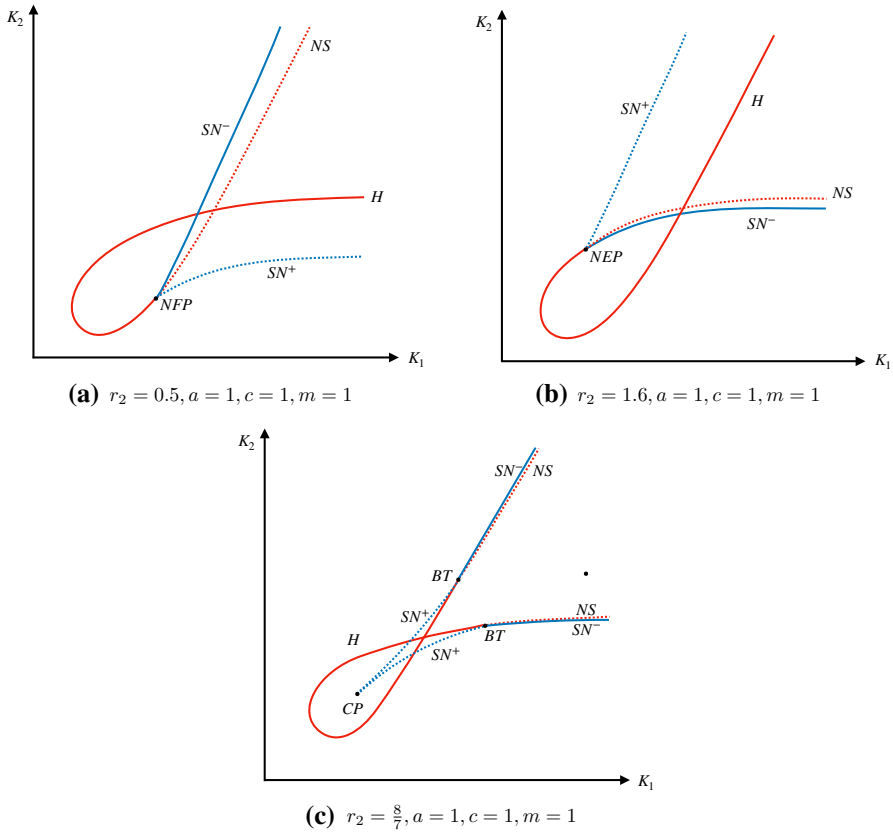 K₂
NS
SN⁻
H
SN⁺
NFP
K₁
(a) r₂ = 0.5, a = 1, c = 1, m = 1
K₂
SN⁺
H
NS
SN⁻
NEP
K₁
(b) r₂ = 1.6, a = 1, c = 1, m = 1
K₂
SN⁻ NS
BT
SN⁺
NS
H
SN⁺
BT
SN⁻
CP
K₁
(c) r₂ = 8/7, a = 1, c = 1, m = 1